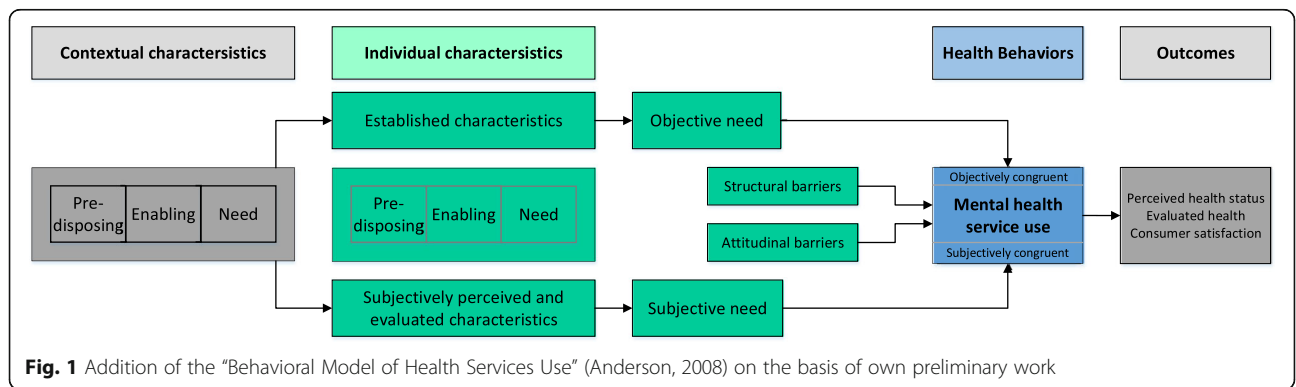 Contextual charactersistics
Individual charactersistics
Health Behaviors
Outcomes
Established characteristics
Objective need
Pre-
disposing
Enabling
Need
Pre-
disposing
Enabling
Need
Structural barriers
Attitudinal barriers
Objectively congruent
Mental health
service use
Subjectively congruent
Perceived health status
Evaluated health
Consumer satisfaction
Subjectively perceived and
evaluated characteristics
Subjective need
Fig. 1 Addition of the “Behavioral Model of Health Services Use” (Anderson, 2008) on the basis of own preliminary work